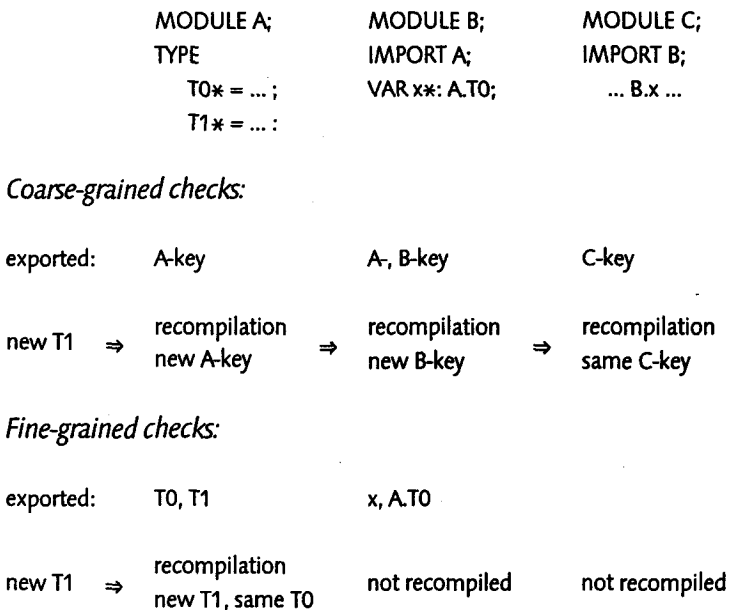 MODULE A; MODULE B; MODULE C;
TYPE IMPORT A; IMPORT B;
T0* = ... ; VAR x*: A.T0; ... B.x ...
T1* = ... :
Coarse-grained checks:
exported: A-key A-, B-key C-key
new T1 ⇒ recompilation ⇒ recompilation ⇒ recompilation
new A-key new B-key same C-key
Fine-grained checks:
exported: T0, T1 x, A.T0
new T1 ⇒ recompilation not recompiled not recompiled
new T1, same T0